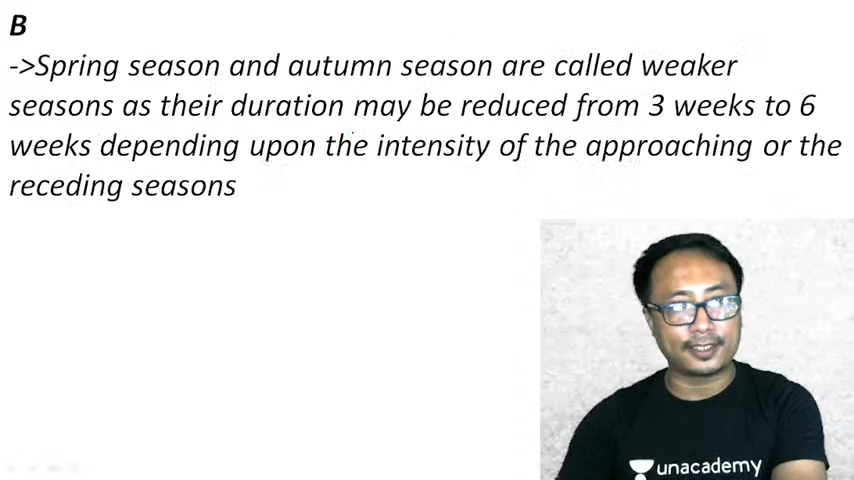 B
->Spring season and autumn season are called weaker
seasons as their duration may be reduced from 3 weeks to 6
weeks depending upon the intensity of the approaching or the
receding seasons
unacademy